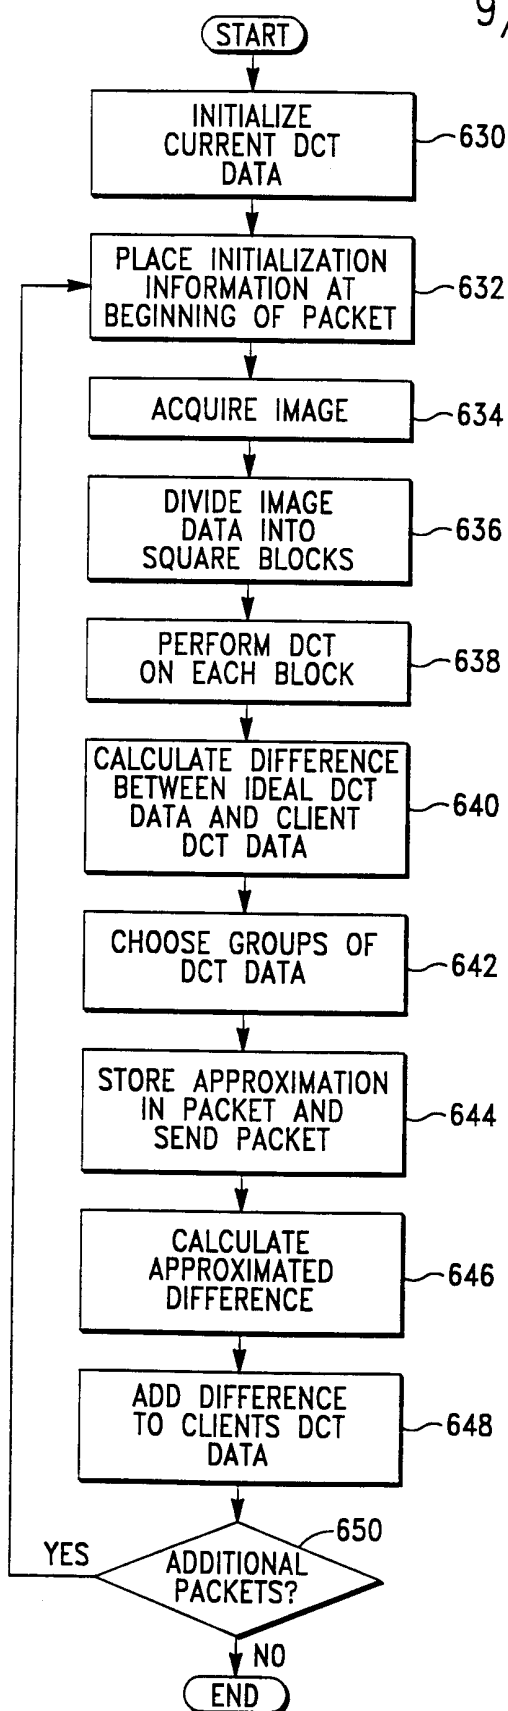 9/
START
INITIALIZE
CURRENT DCT
DATA
630
PLACE INITIALIZATION
INFORMATION AT
BEGINNING OF PACKET
632
ACQUIRE IMAGE
634
DIVIDE IMAGE
DATA INTO
SQUARE BLOCKS
636
PERFORM DCT
ON EACH BLOCK
638
CALCULATE DIFFERENCE
BETWEEN IDEAL DCT
DATA AND CLIENT
DCT DATA
640
CHOOSE GROUPS OF
DCT DATA
642
STORE APPROXIMATION
IN PACKET AND
SEND PACKET
644
CALCULATE
APPROXIMATED
DIFFERENCE
646
ADD DIFFERENCE
TO CLIENTS DCT
DATA
648
650
YES
ADDITIONAL
PACKETS?
NO
END